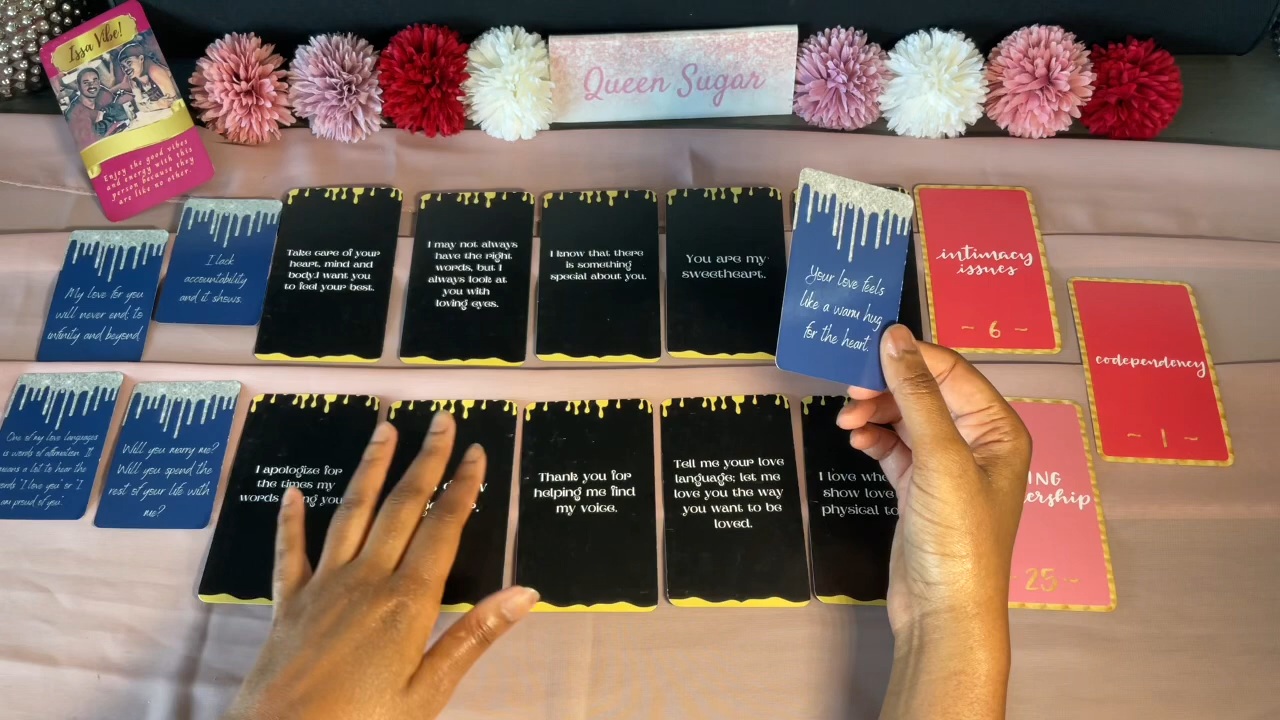 Issa Vibe!
Enjoy the good vibes
and energy with this
person because they
are like no other.
Queen Sugar
My love for you
will never end; to
infinity and beyond
I lack
accountability
and it shows.
Take care of your
heart, mind and
body. I want you
to feel your best.
I may not always
have the right
words, but I
always look at
you with
loving eyes.
I know that there
is something
special about you.
You are my
sweetheart.
Your love feels
like a warm hug
for the heart.
intimacy
issues
~ 6 ~
codependency
~ 1 ~
One of my love languages
is words of affirmation. It
means a lot to hear the
words "I love you" or "I
am proud of you."
Will you marry me?
Will you spend the
rest of your life with
me?
I apologize for
the times my
words
Thank you for
helping me find
my voice.
Tell me your love
language; let me
love you the way
you want to be
loved.
I love
show love
physical
25~